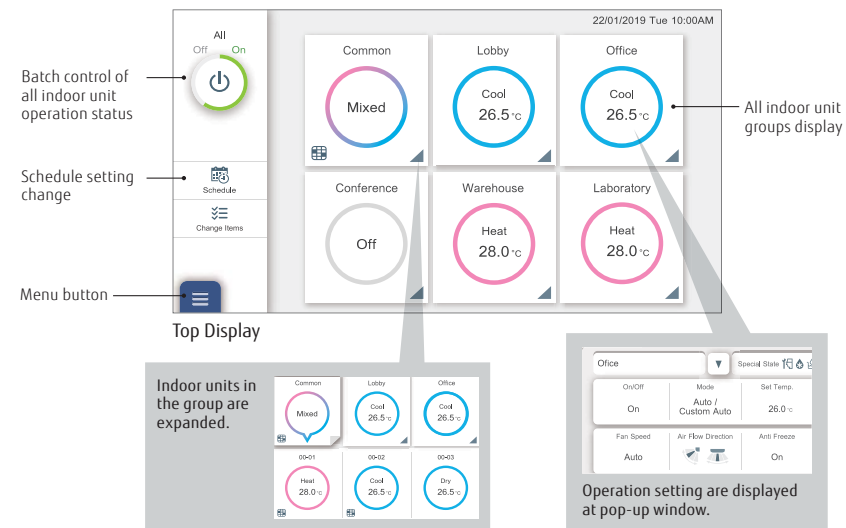 22/01/2019 Tue 10:00AM
All
Off On
Batch control of
all indoor unit
operation status
Schedule setting
change
Schedule
Change Items
Menu button
Common
Mixed
Lobby
Cool
26.5 °C
Office
Cool
26.5 °C
All indoor unit
groups display
Conference
Off
Warehouse
Heat
28.0 °C
Laboratory
Heat
28.0 °C
Top Display
Indoor units in
the group are
expanded.
Common
Mixed
Lobby
Cool
26.5 °C
Office
Cool
26.5 °C
00-01
Heat
28.0 °C
00-02
Cool
26.5 °C
00-03
Dry
26.5 °C
Ofice
Special State
On/Off
On
Mode
Auto /
Custom Auto
Set Temp.
26.0 °C
Fan Speed
Auto
Air Flow Direction
Anti Freeze
On
Operation setting are displayed
at pop-up window.